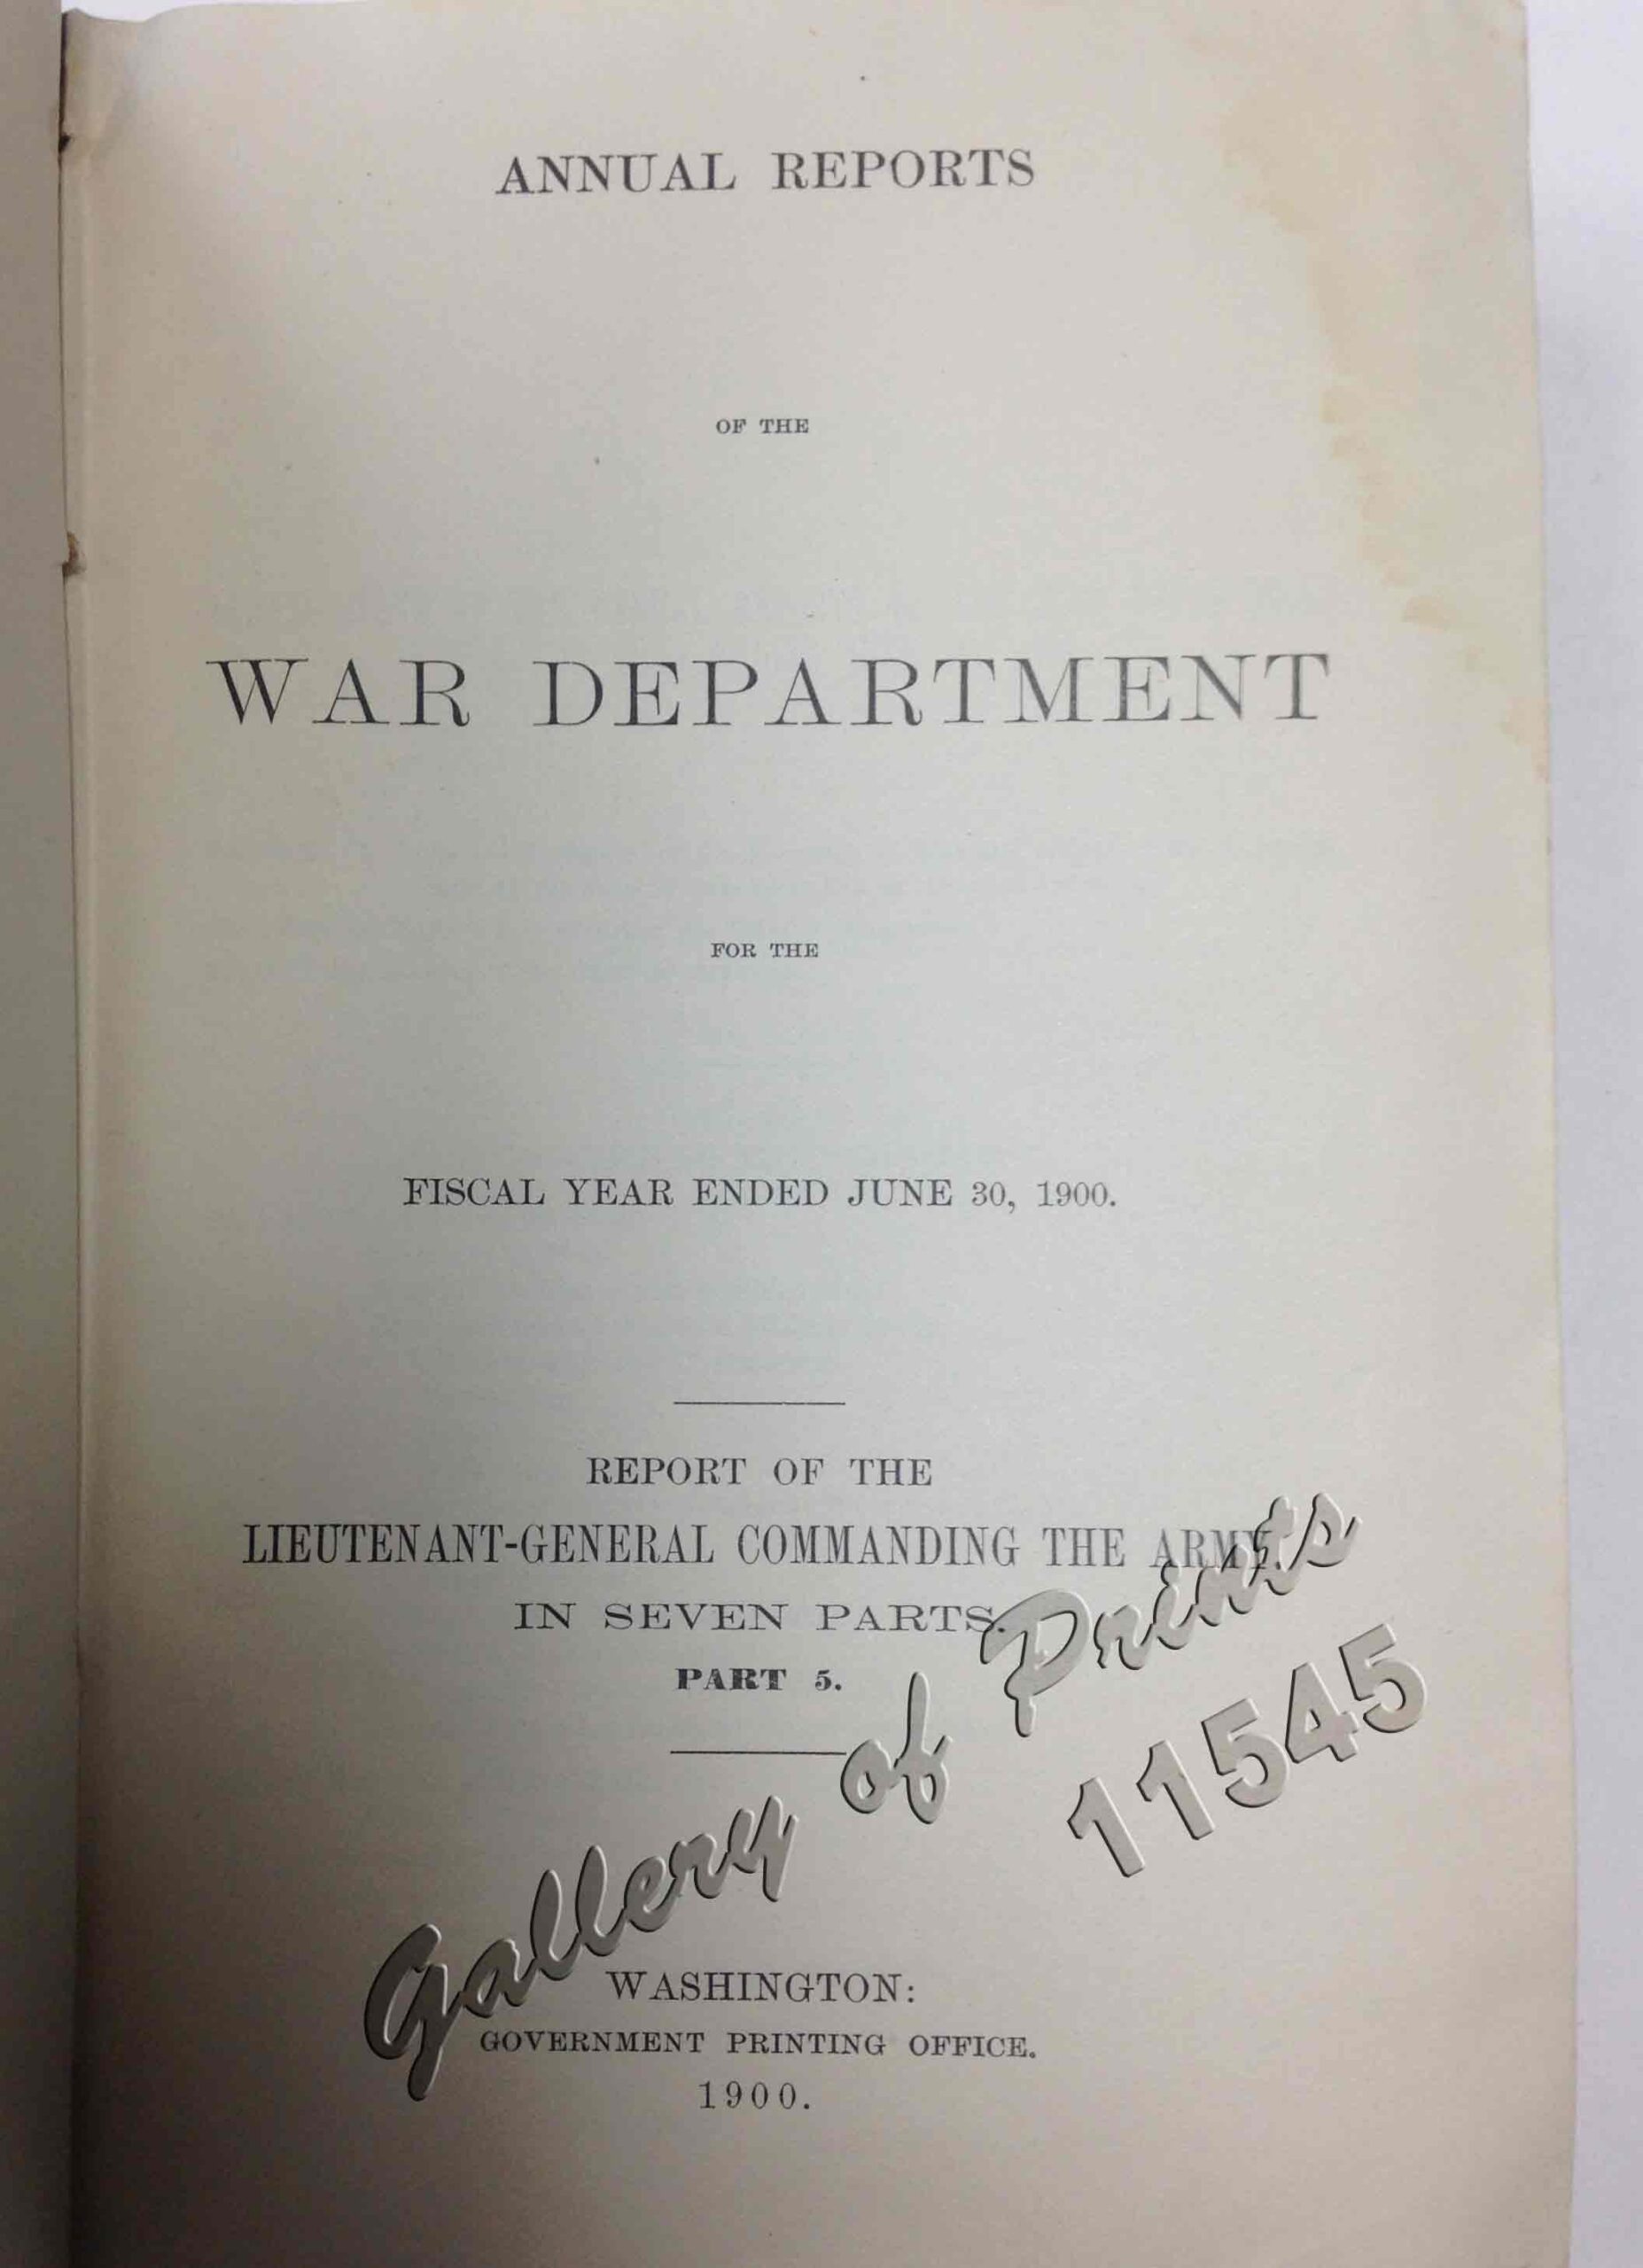 ANNUAL REPORTS
OF THE
WAR DEPARTMENT
FOR THE
FISCAL YEAR ENDED JUNE 30, 1900.
REPORT OF THE
LIEUTENANT-GENERAL COMMANDING THE ARMY.
IN SEVEN PARTS.
PART 5.
Gallery of Prints
11545
WASHINGTON:
GOVERNMENT PRINTING OFFICE.
1900.